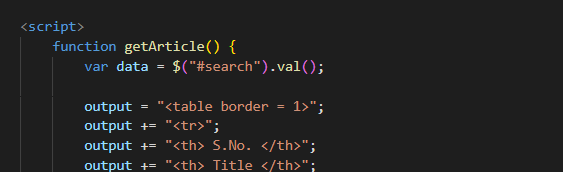 <script>
function getArticle() {
var data = $("#search").val();
output = "<table border = 1>";
output += "<tr>";
output += "<th> S.No. </th>";
output += "<th> Title </th>";